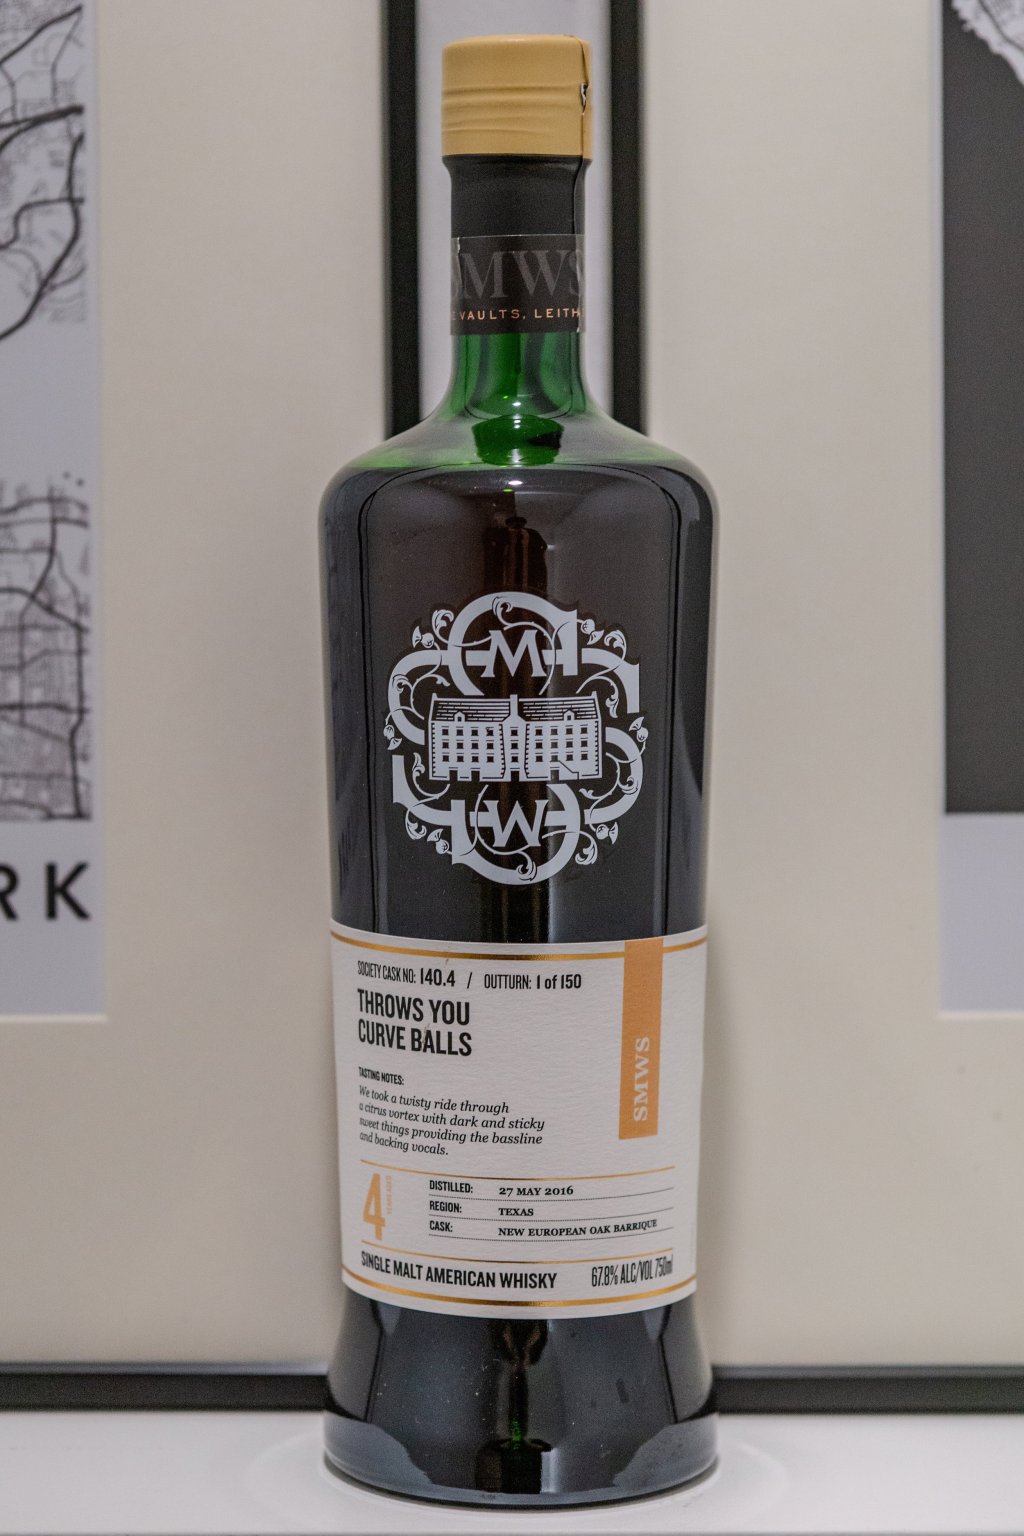 SMWS
VAULTS, LEITH
M
W
RK
SOCIETY CASK NO: 140.4 / OUTTURN: 1 of 150
THROWS YOU
CURVE BALLS
TASTING NOTES:
We took a twisty ride through
a citrus vortex with dark and sticky
sweet things providing the bassline
and backing vocals.
SMWS
4 YEARS AGED
DISTILLED: 27 MAY 2016
REGION: TEXAS
CASK: NEW EUROPEAN OAK BARRIQUE
SINGLE MALT AMERICAN WHISKY 67.8% ALC/VOL 750ml